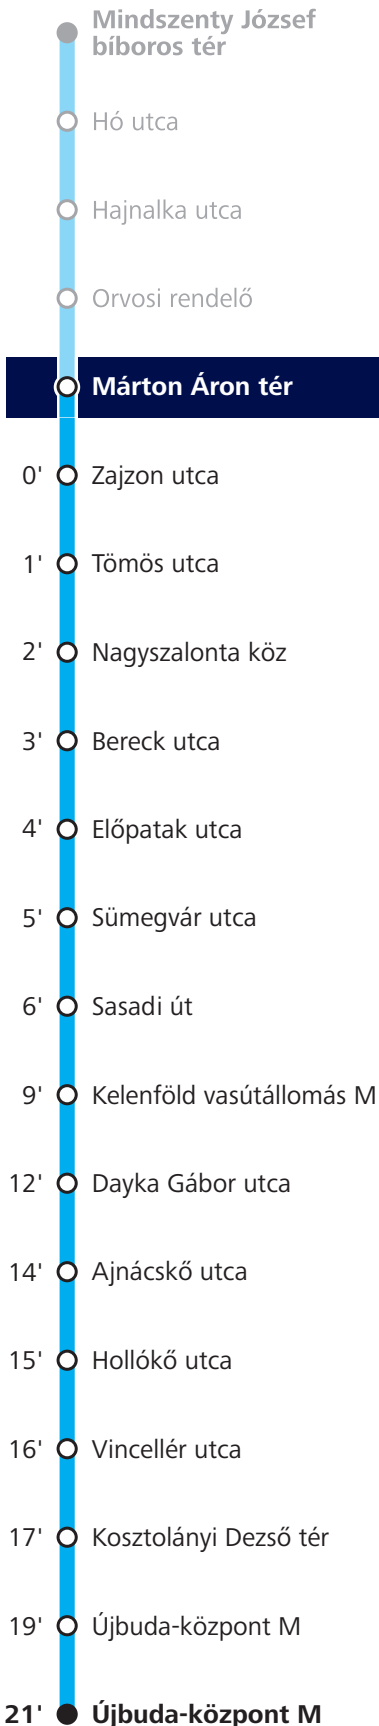 Mindszenty József
bíboros tér
Hó utca
Hajnalka utca
Orvosi rendelő
Márton Áron tér
0' Zajzon utca
1' Tömös utca
2' Nagyszalonta köz
3' Bereck utca
4' Előpatak utca
5' Sümegvár utca
6' Sasadi út
9' Kelenföld vasútállomás M
12' Dayka Gábor utca
14' Ajnácskő utca
15' Hollókő utca
16' Vincellér utca
17' Kosztolányi Dezső tér
19' Újbuda-központ M
21' Újbuda-központ M